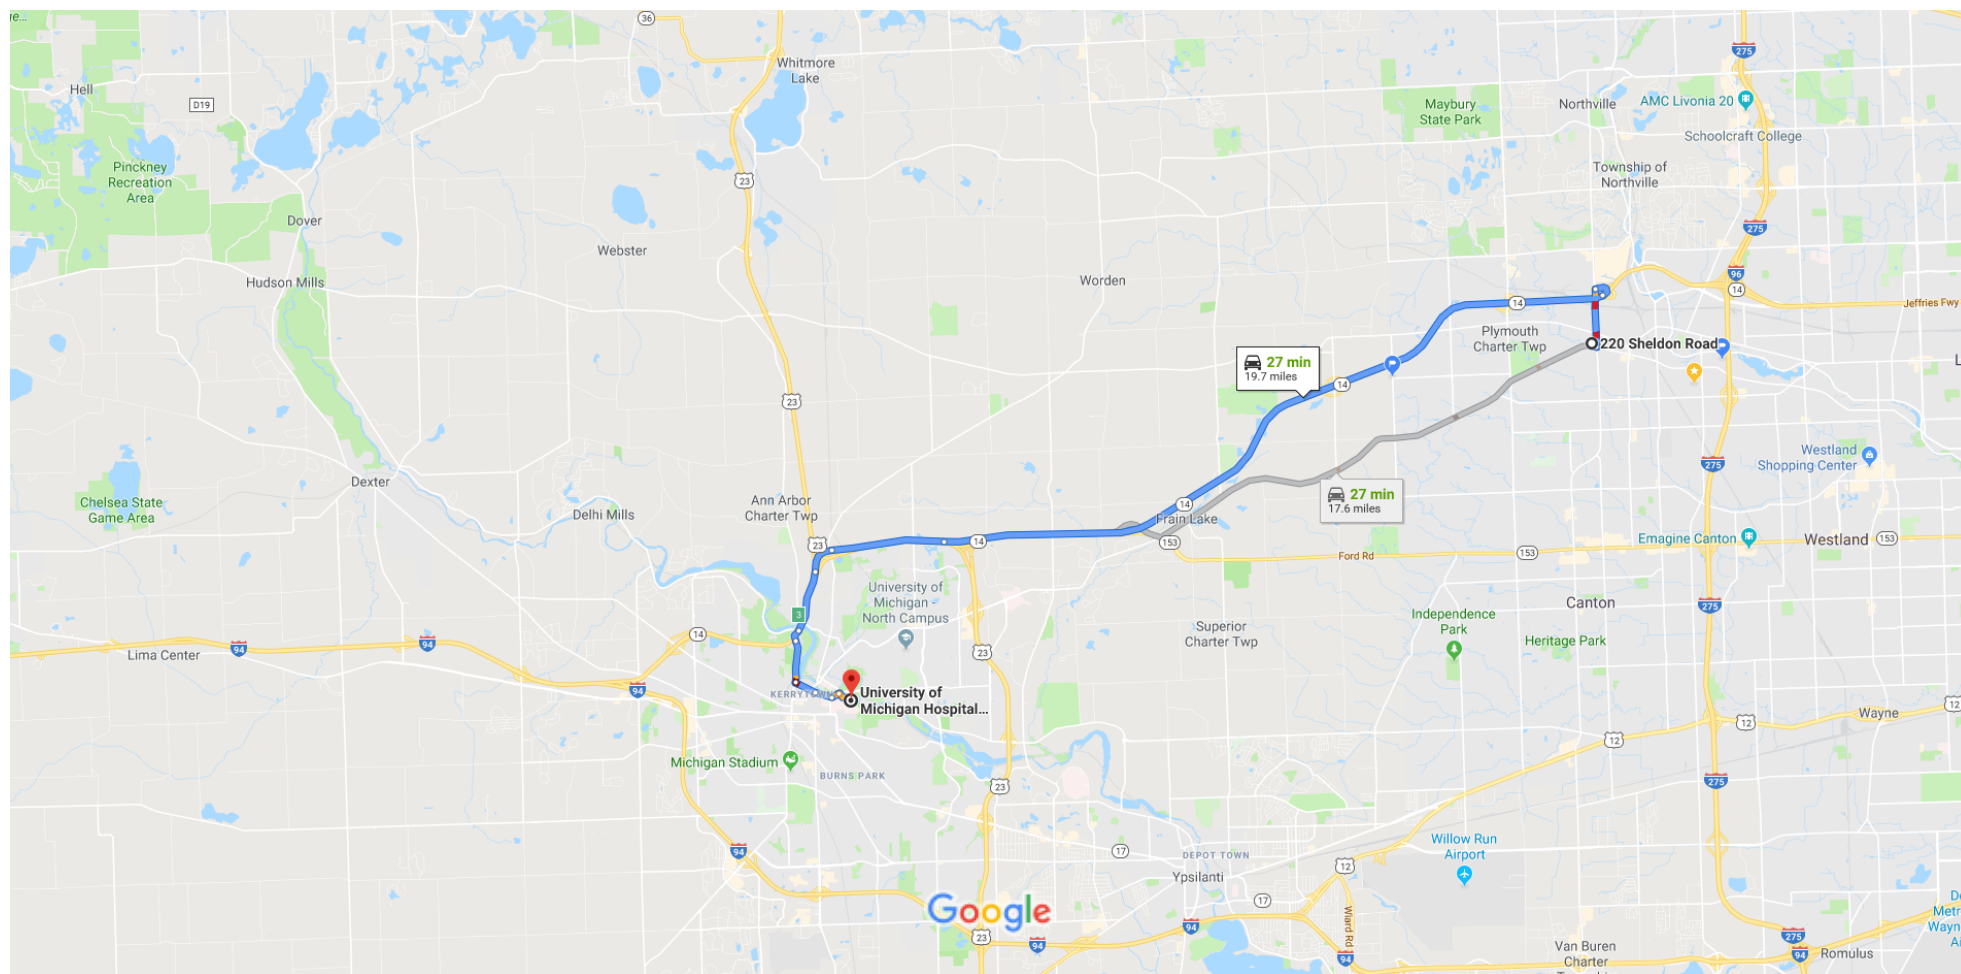 e...
36
Whitmore
Lake
275
Hell
D19
Maybury
State Park
Northville
AMC Livonia 20
Schoolcraft College
Pinckney
Recreation
Area
23
Township of
Northville
Dover
Webster
275
Hudson Mills
Worden
96
14
14
Jeffries Fwy
Plymouth
Charter Twp
220 Sheldon Road
27 min
19.7 miles
14
23
Westland
Shopping Center
275
Dexter
27 min
17.6 miles
Chelsea State
Game Area
Ann Arbor
Charter Twp
Delhi Mills
14
Frain Lake
23
14
153
Ford Rd
153
Emagine Canton
Westland
153
University of
Michigan
North Campus
3
Canton
275
Independence
Park
Superior
Charter Twp
Heritage Park
14
94
94
Lima Center
23
94
KERRYTOWN
University of
Michigan Hospital...
12
Wayne
12
12
Michigan Stadium
BURNS PARK
23
275
94
17
DEPOT TOWN
Ypsilanti
12
Willow Run
Airport
17
Google
Wiard Rd
23
94
94
94
275
94
Van Buren
Charter
Romulus
Metr
Wayn